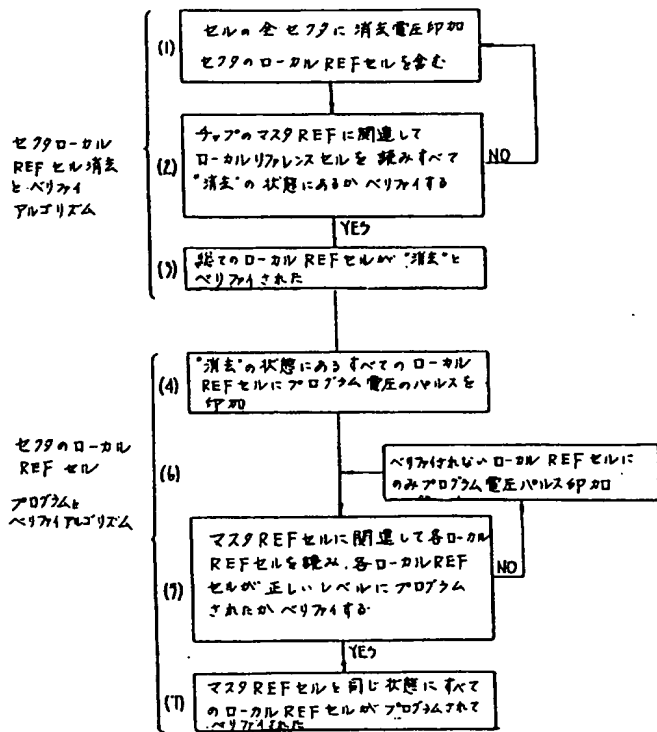 (1)
セルの全セクタに消去電圧印加
セクタのローカルREFセルを含む
セクタローカル
REFセル消去
とベリファイ
アルゴリズム
(2)
チップのマスタREFに関連して
ローカルリファレンスセルを読みすべて
"消去"の状態にあるかベリファイする
NO
YES
(3)
総てのローカルREFセルが"消去"と
ベリファイされた
(4)
"消去"の状態にあるすべてのローカル
REFセルにプログラム電圧のパルスを
印加
セクタのローカル
REFセル
プログラムと
ベリファイアルゴリズム
(6)
ベリファイされないローカルREFセルに
のみプログラム電圧パルス印加
(5)
マスタREFセルに関連して各ローカル
REFセルを読み、各ローカルREF
セルが正しいレベルにプログラム
されたかベリファイする
NO
YES
(7)
マスタREFセルと同じ状態にすべて
のローカルREFセルがプログラムされて
ベリファイされた